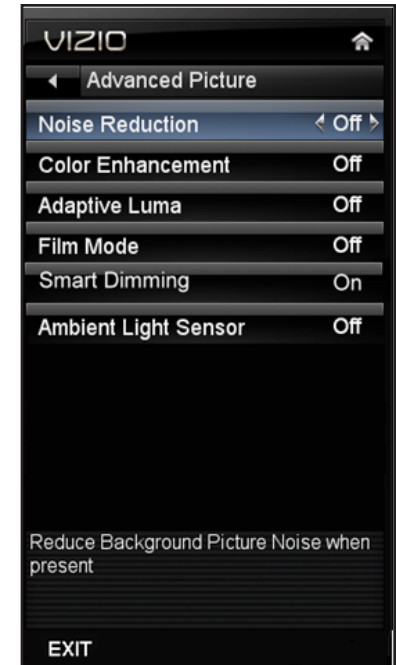 VIZIO
Advanced Picture
Noise Reduction Off
Color Enhancement Off
Adaptive Luma Off
Film Mode Off
Smart Dimming On
Ambient Light Sensor Off
Reduce Background Picture Noise when
present
EXIT